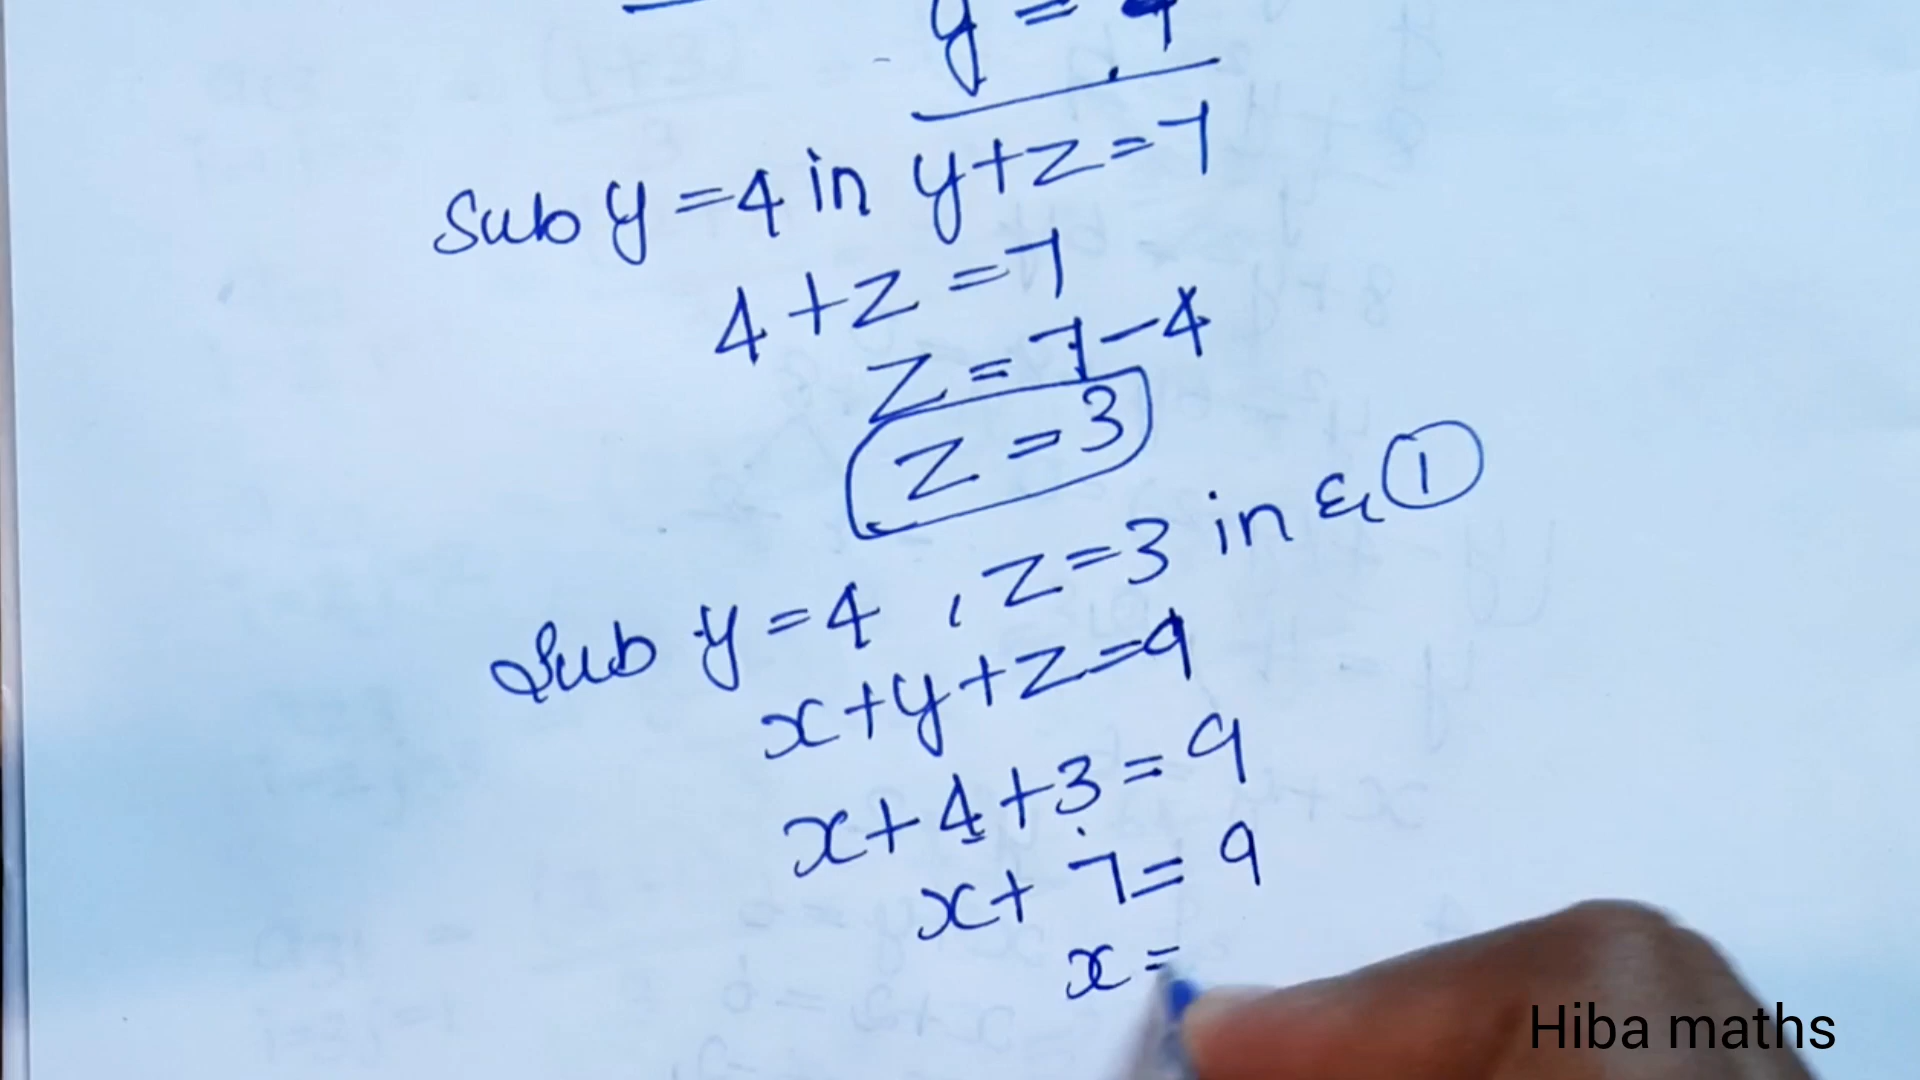 y = 4
Sub y = 4 in y+z=7
4+z=7
z=7-4
z=3
Sub y=4, z=3 in Eq ①
x+y+z=9
x+4+3=9
x+7=9
x=
Hiba maths